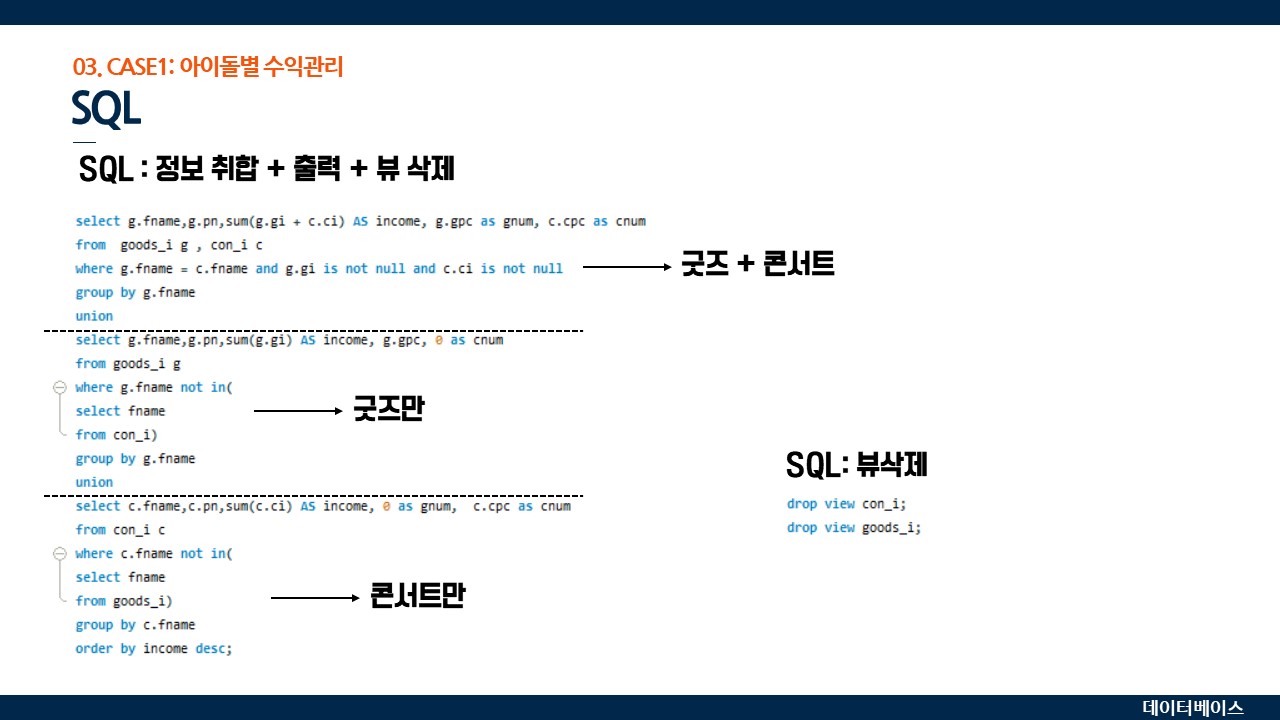 03. CASE1: 아이돌별 수익관리
SQL
SQL : 정보 취합 + 출력 + 뷰 삭제
select g.fname,g.pn,sum(g.gi + c.ci) AS income, g.gpc as gnum, c.cpc as cnum
from  goods_i g , con_i c
where g.fname = c.fname and g.gi is not null and c.ci is not null
group by g.fname
union
굿즈 + 콘서트
select g.fname,g.pn,sum(g.gi) AS income, g.gpc, 0 as cnum
from goods_i g
where g.fname not in(
select fname
from con_i)
group by g.fname
union
굿즈만
select c.fname,c.pn,sum(c.ci) AS income, 0 as gnum,  c.cpc as cnum
from con_i c
where c.fname not in(
select fname
from goods_i)
group by c.fname
order by income desc;
콘서트만
SQL: 뷰삭제
drop view con_i;
drop view goods_i;
데이터베이스